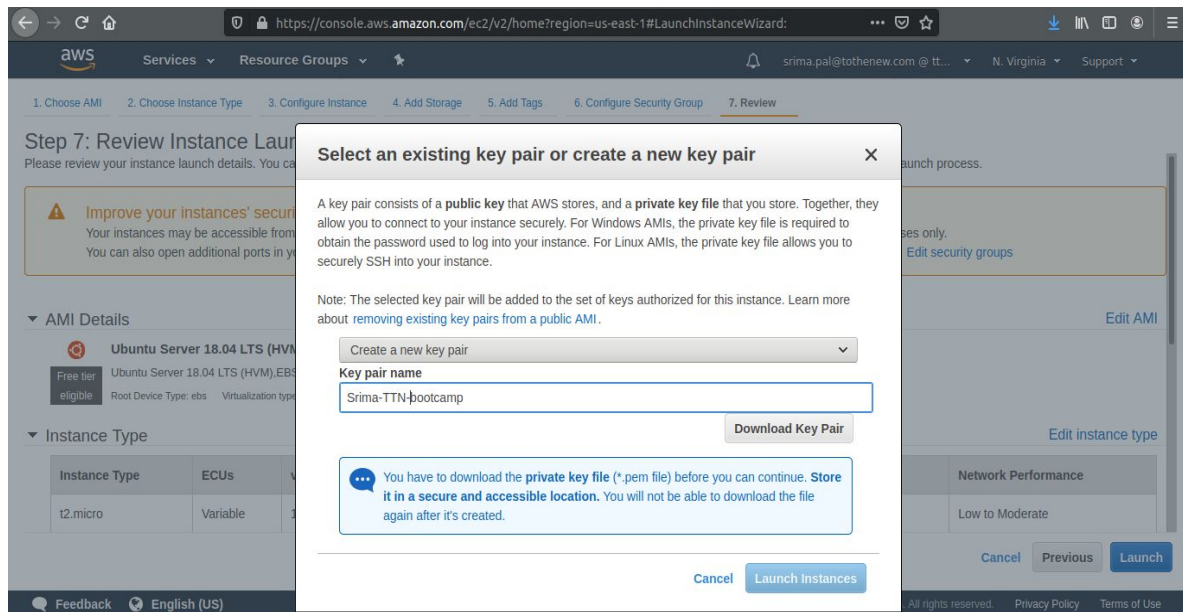 https://console.aws.amazon.com/ec2/v2/home?region=us-east-1#LaunchInstanceWizard:
aws Services Resource Groups srima.pal@tothenew.com @ tt... N. Virginia Support
1. Choose AMI 2. Choose Instance Type 3. Configure Instance 4. Add Storage 5. Add Tags 6. Configure Security Group 7. Review
Step 7: Review Instance Laun
Please review your instance launch details. You ca
aunch process.
Improve your instances' securi
Your instances may be accessible from
ses only.
You can also open additional ports in yo
Edit security groups
AMI Details
Edit AMI
Ubuntu Server 18.04 LTS (HVM
Free tier
eligible
Ubuntu Server 18.04 LTS (HVM),EBS
Root Device Type: ebs Virtualization type
Instance Type
Edit instance type
Instance Type ECUs v Network Performance
t2.micro Variable 1 Low to Moderate
Select an existing key pair or create a new key pair
A key pair consists of a public key that AWS stores, and a private key file that you store. Together, they
allow you to connect to your instance securely. For Windows AMIs, the private key file is required to
obtain the password used to log into your instance. For Linux AMIs, the private key file allows you to
securely SSH into your instance.
Note: The selected key pair will be added to the set of keys authorized for this instance. Learn more
about removing existing key pairs from a public AMI.
Create a new key pair
Key pair name
Srima-TTN-bootcamp
Download Key Pair
You have to download the private key file (*.pem file) before you can continue. Store
it in a secure and accessible location. You will not be able to download the file
again after it's created.
Cancel Launch Instances
Cancel Previous Launch
Feedback English (US) All rights reserved. Privacy Policy Terms of Use